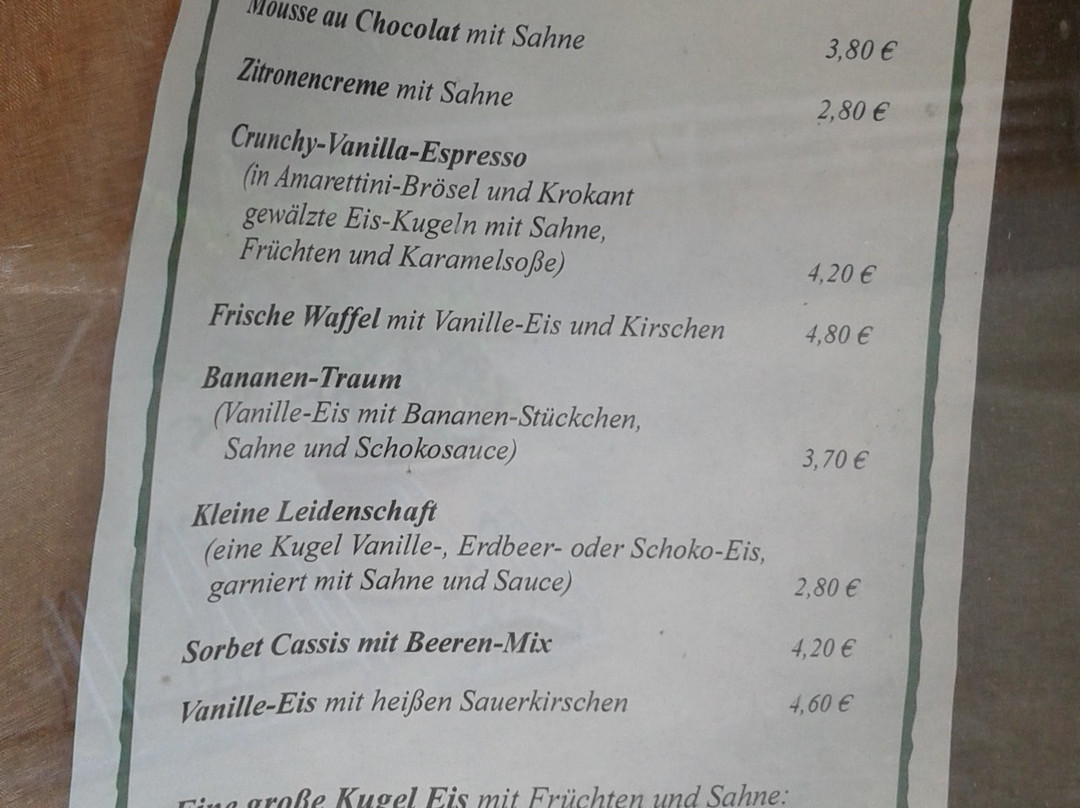 Mousse au Chocolat mit Sahne 3,80 €
Zitronencreme mit Sahne 2,80 €
Crunchy-Vanilla-Espresso
(in Amarettini-Brösel und Krokant
gewälzte Eis-Kugeln mit Sahne,
Früchten und Karamelsoße) 4,20 €
Frische Waffel mit Vanille-Eis und Kirschen 4,80 €
Bananen-Traum
(Vanille-Eis mit Bananen-Stückchen,
Sahne und Schokosauce) 3,70 €
Kleine Leidenschaft
(eine Kugel Vanille-, Erdbeer- oder Schoko-Eis,
garniert mit Sahne und Sauce) 2,80 €
Sorbet Cassis mit Beeren-Mix 4,20 €
Vanille-Eis mit heißen Sauerkirschen 4,60 €
Eine große Kugel Eis mit Früchten und Sahne: